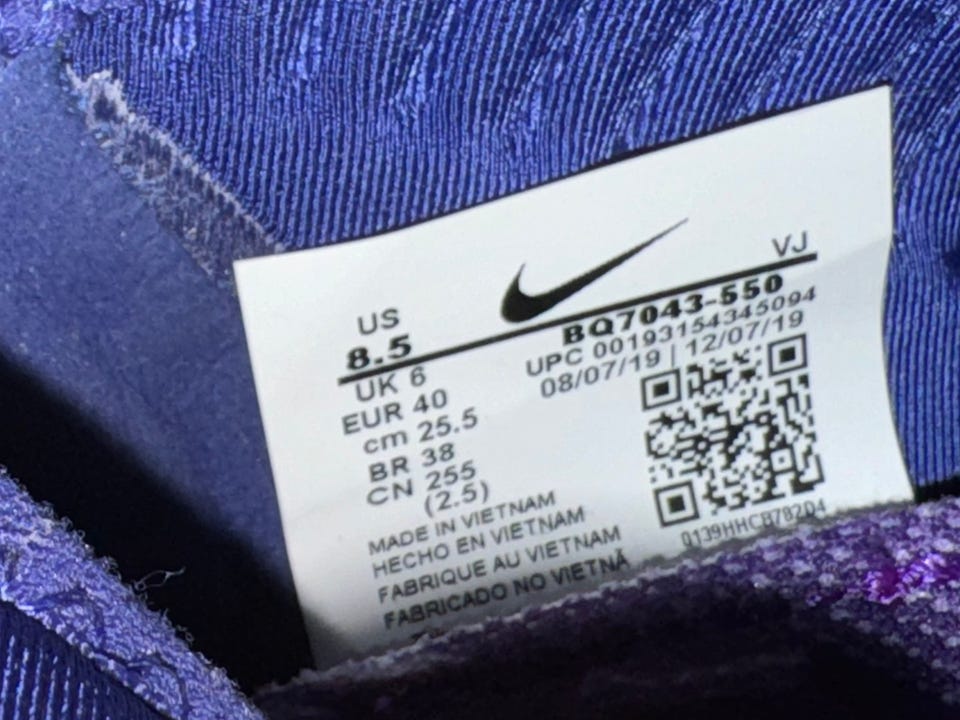 VJ
US
8.5
BQ7043-550
UPC 00193154345094
08/07/19 | 12/07/19
UK 6
EUR 40
cm 25.5
BR 38
CN 255
(2.5)
MADE IN VIETNAM
HECHO EN VIETNAM
FABRIQUE AU VIETNAM
FABRICADO NO VIETNÃ